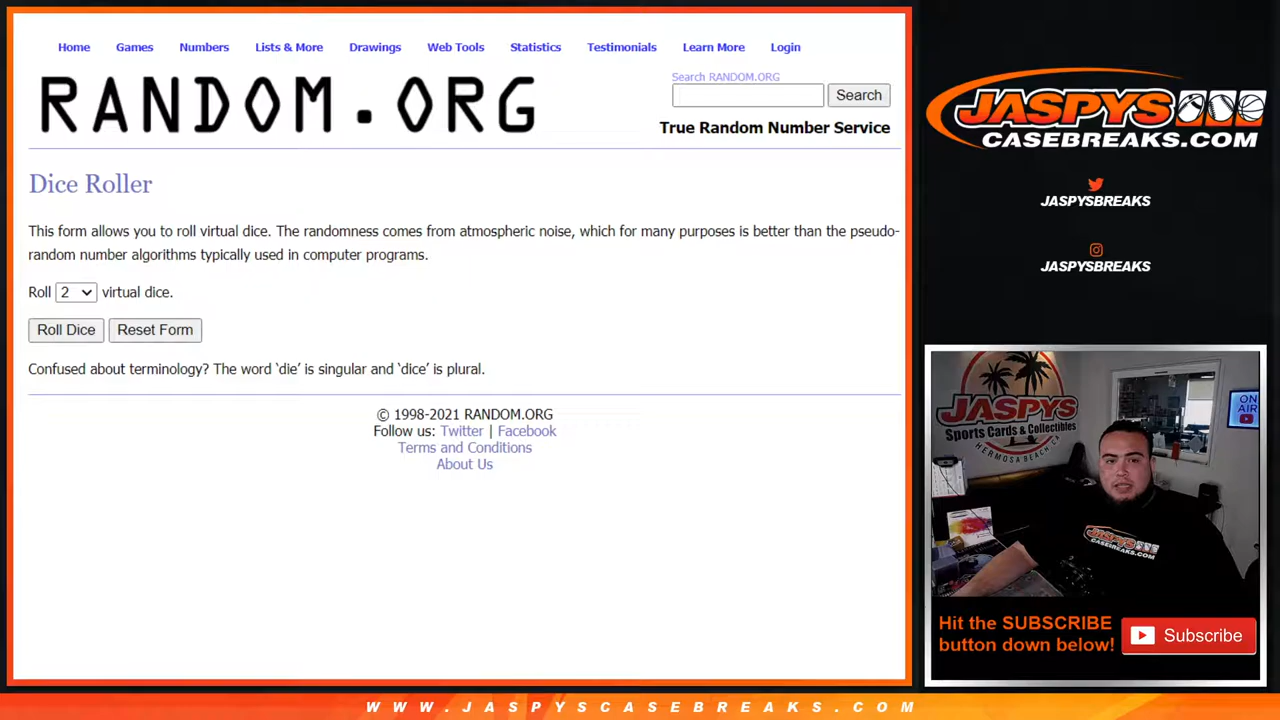 Home Games Numbers Lists & More Drawings Web Tools Statistics Testimonials Learn More Login
RANDOM.ORG
Search RANDOM.ORG
Search
True Random Number Service
Dice Roller
This form allows you to roll virtual dice. The randomness comes from atmospheric noise, which for many purposes is better than the pseudo-
random number algorithms typically used in computer programs.
Roll 2 virtual dice.
Roll Dice Reset Form
Confused about terminology? The word ‘die’ is singular and ‘dice’ is plural.
© 1998-2021 RANDOM.ORG
Follow us: Twitter | Facebook
Terms and Conditions
About Us
JASPYS
CASEBREAKS.COM
JASPYSBREAKS
JASPYSBREAKS
JASPYS
Sports Cards & Collectibles
HERMOSA BEACH CA
ON
AIR
JASPYS
CASEBREAKS.COM
Hit the SUBSCRIBE
button down below!
Subscribe
WWW.JASPYSCASEBREAKS.COM